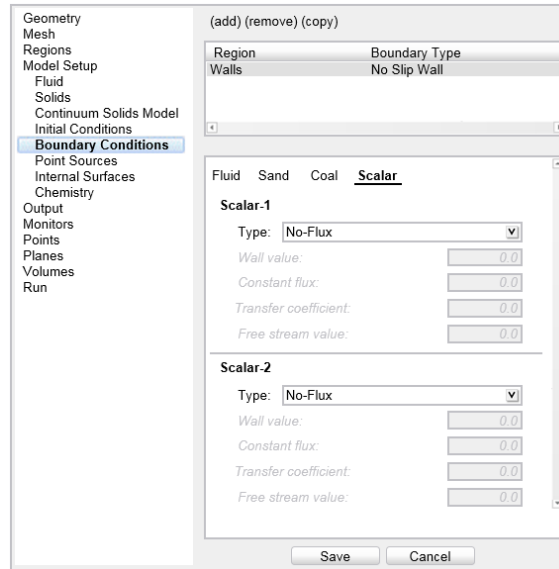 Geometry
Mesh
Regions
Model Setup
Fluid
Solids
Continuum Solids Model
Initial Conditions
Boundary Conditions
Point Sources
Internal Surfaces
Chemistry
Output
Monitors
Points
Planes
Volumes
Run
(add) (remove) (copy)
Region Boundary Type
Walls No Slip Wall
Fluid Sand Coal Scalar
Scalar-1
Type: No-Flux
Wall value: 0.0
Constant flux: 0.0
Transfer coefficient: 0.0
Free stream value: 0.0
Scalar-2
Type: No-Flux
Wall value: 0.0
Constant flux: 0.0
Transfer coefficient: 0.0
Free stream value: 0.0
Save Cancel